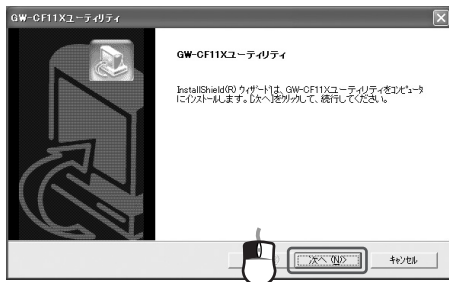 GW-CF11Xユーティリティ
GW-CF11Xユーティリティ
InstallShield(R) ウィザードは、GW-CF11Xユーティリティをコンピュータ
にインストールします。[次へ]をクリックして、続行してください。
次へ(N)>
キャンセル